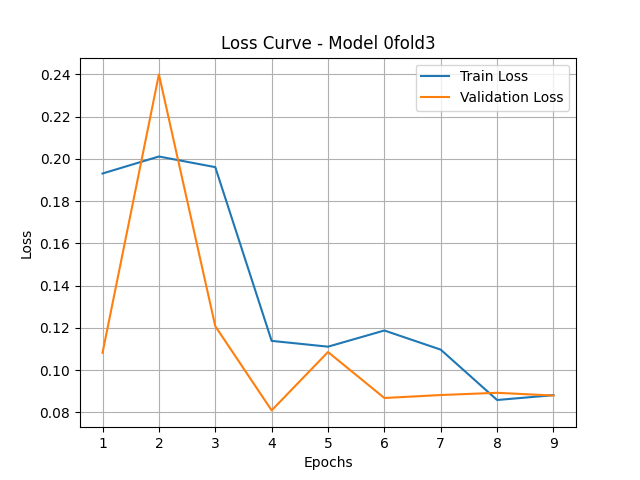 Loss Curve - Model 0fold3
Train Loss
Validation Loss
0.24
0.22
0.20
0.18
0.16
0.14
0.12
0.10
0.08
Loss
1 2 3 4 5 6 7 8 9
Epochs